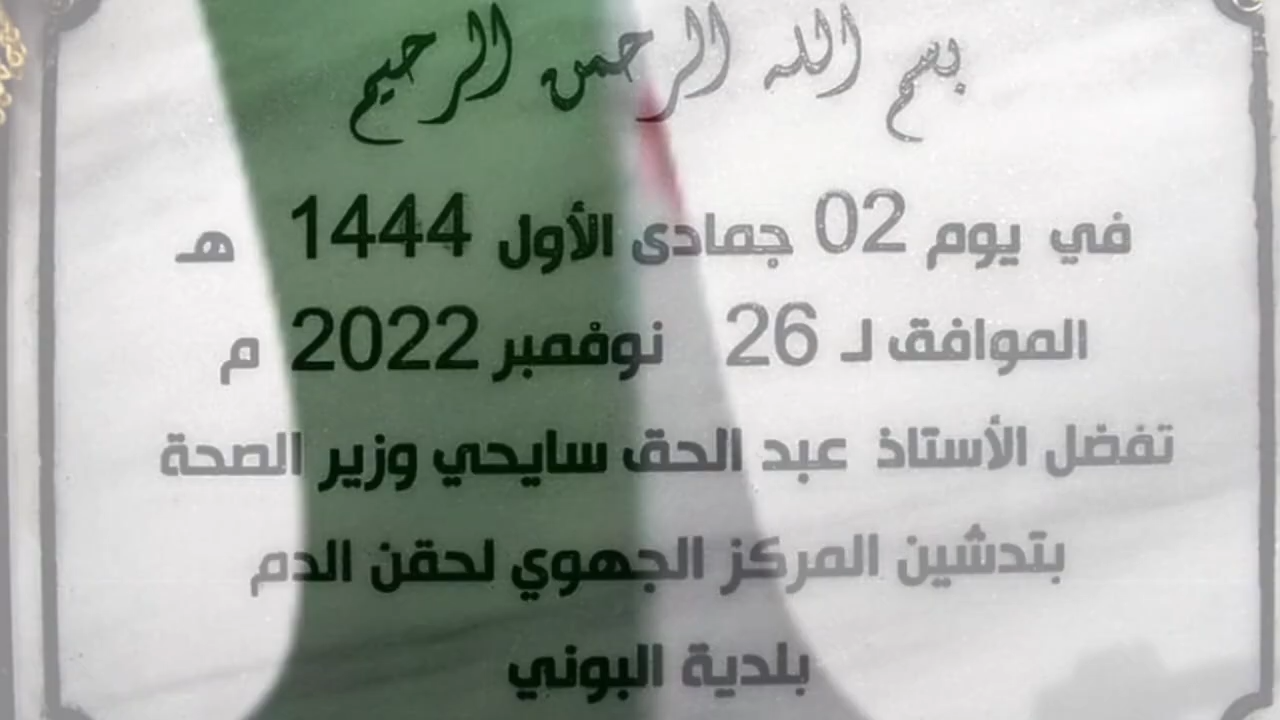 بسم الله الرحمن الرحيم
في يوم 02 جمادى الأول 1444 هـ
الموافق لـ 26 نوفمبر 2022 م
تفضل الأستاذ عبد الحق سايحي وزير الصحة
بتدشين المركز الجهوي لحقن الدم
بلدية البوني